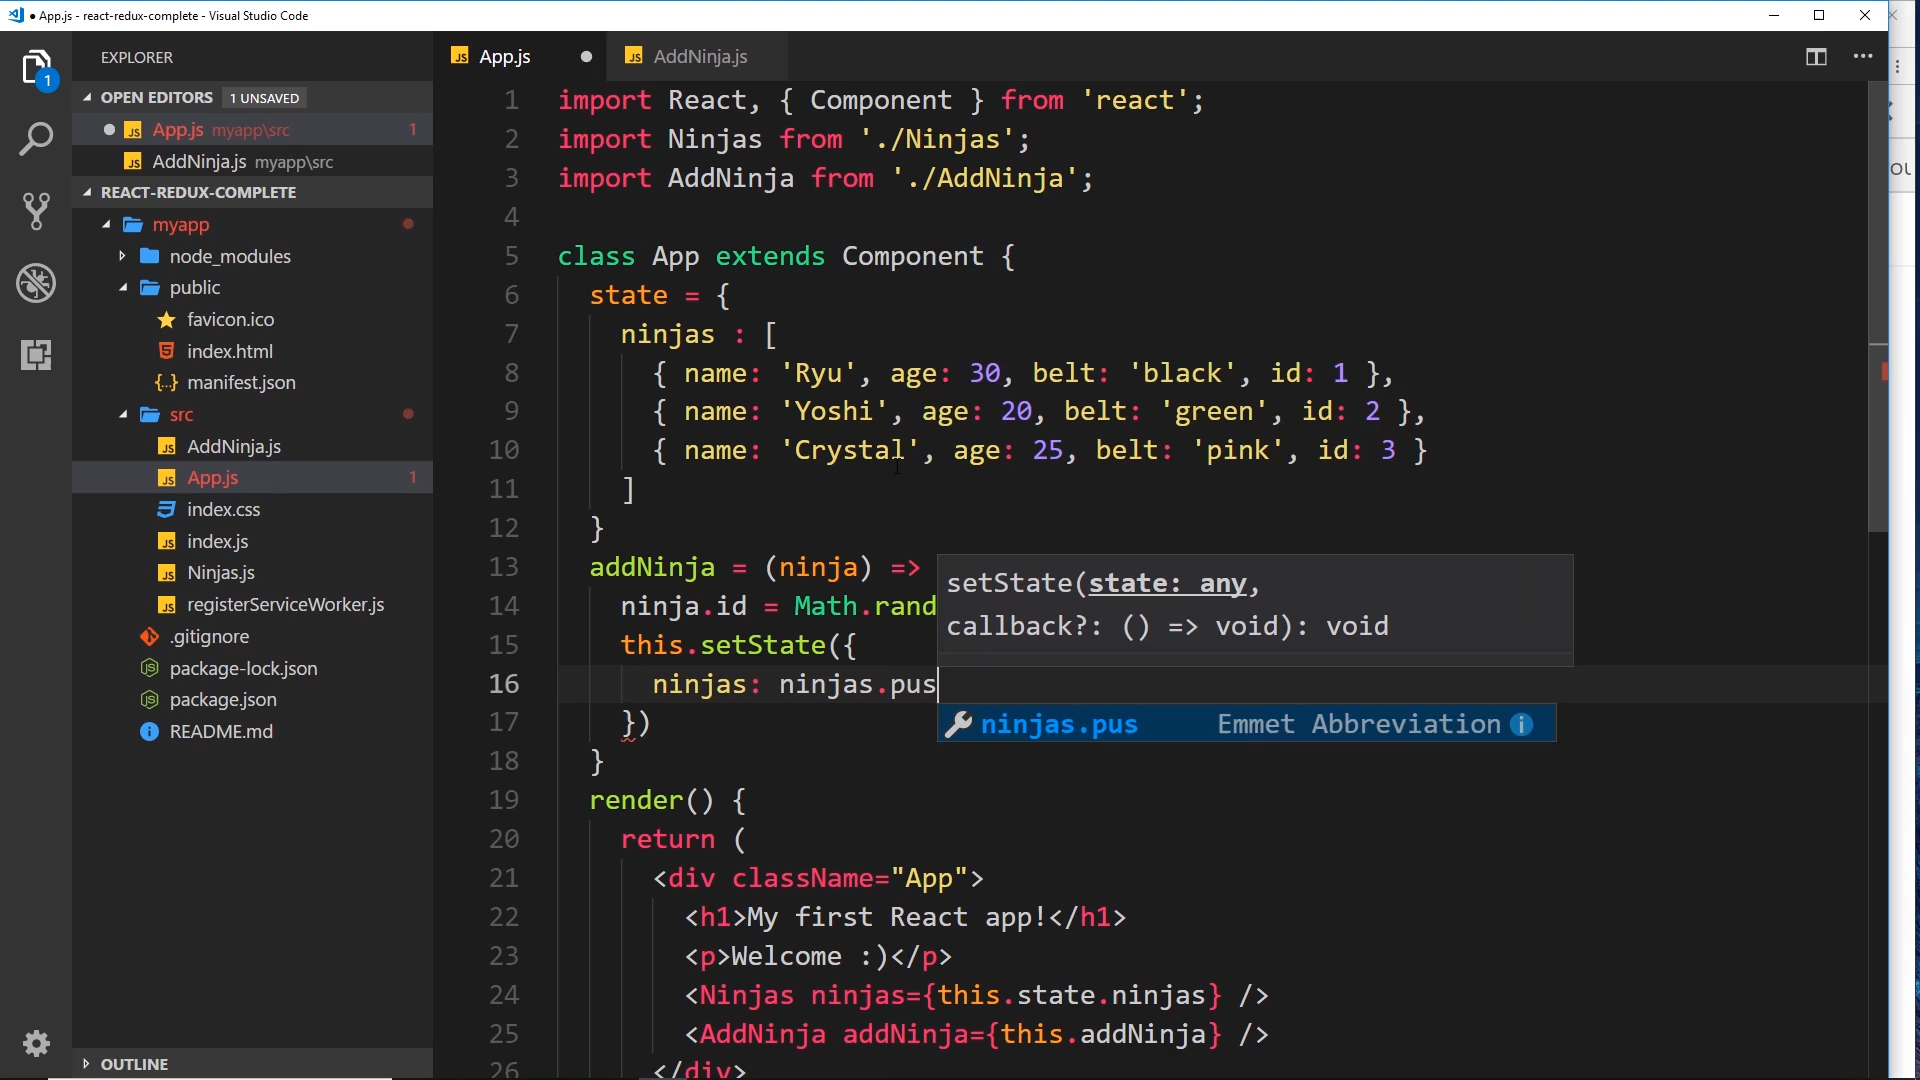 ● App.js - react-redux-complete - Visual Studio Code
EXPLORER
OPEN EDITORS 1 UNSAVED
App.js myapp\src 1
AddNinja.js myapp\src
REACT-REDUX-COMPLETE
myapp
node_modules
public
favicon.ico
index.html
manifest.json
src
AddNinja.js
App.js 1
index.css
index.js
Ninjas.js
registerServiceWorker.js
.gitignore
package-lock.json
package.json
README.md
OUTLINE
1
App.js
AddNinja.js
1 import React, { Component } from 'react';
2 import Ninjas from './Ninjas';
3 import AddNinja from './AddNinja';
4
5 class App extends Component {
6 state = {
7 ninjas : [
8 { name: 'Ryu', age: 30, belt: 'black', id: 1 },
9 { name: 'Yoshi', age: 20, belt: 'green', id: 2 },
10 { name: 'Crystal', age: 25, belt: 'pink', id: 3 }
11 ]
12 }
13 addNinja = (ninja) =>
14 ninja.id = Math.rand
15 this.setState({
16 ninjas: ninjas.pus
17 })
18 }
19 render() {
20 return (
21 <div className="App">
22 <h1>My first React app!</h1>
23 <p>Welcome :)</p>
24 <Ninjas ninjas={this.state.ninjas} />
25 <AddNinja addNinja={this.addNinja} />
26 </div>
setState(state: any,
callback?: () => void): void
ninjas.pus Emmet Abbreviation